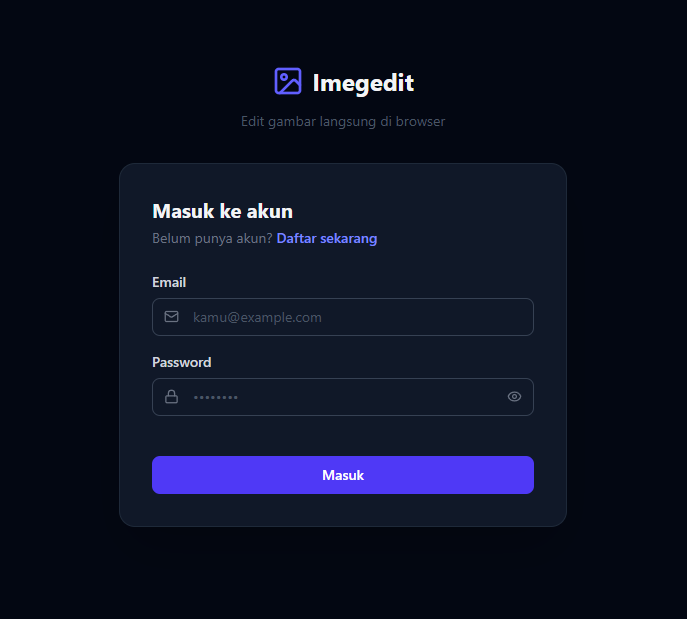 Imegedit
Edit gambar langsung di browser
Masuk ke akun
Belum punya akun? Daftar sekarang
Email
kamu@example.com
Password
••••••••
Masuk